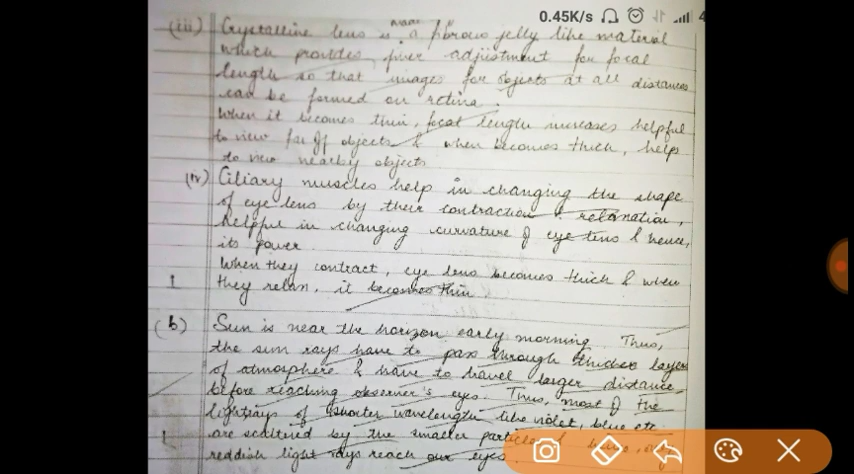 0.45K/s 4
(iii) Crystalline lens is made a fibrous jelly like material
which provides finer adjustment for focal
length so that images for objects at all distances
can be formed on retina.
When it becomes thin, focal length increases helpful
to view far off objects & when becomes thick, helps
to view nearby objects
(iv) Ciliary muscles help in changing the shape
of eye lens by their contraction & relaxation,
helpful in changing curvature of eye lens & hence,
its power
When they contract, eye lens becomes thick & when
1 they relax, it becomes thin
(b) Sun is near the horizon early morning. Thus,
the sun rays have to pass through thicker layers
of atmosphere & have to travel larger distance
before reaching observer's eyes. Thus, most of the
light rays of shorter wavelength like violet, blue etc.
1 are scattered by the smaller particles
reddish light rays reach our eyes.